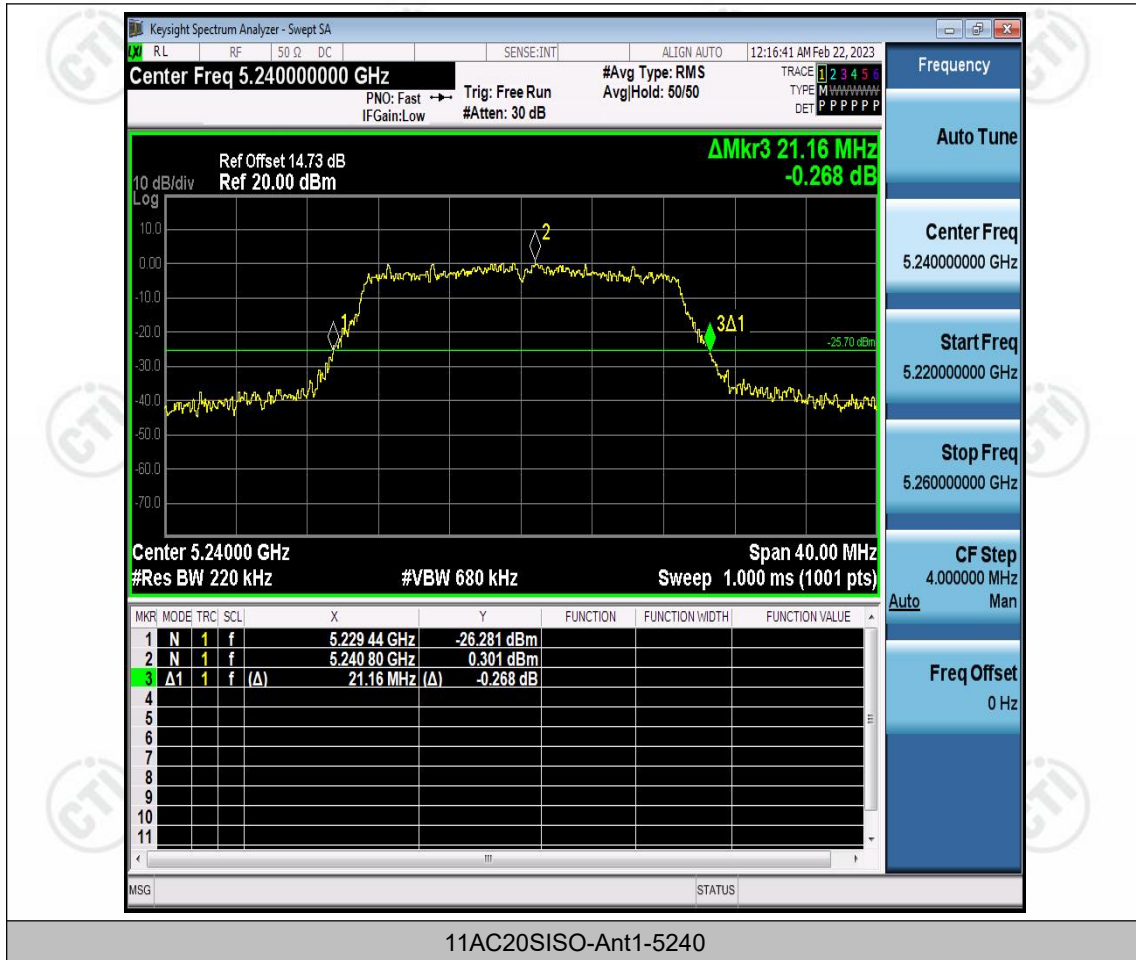 Keysight Spectrum Analyzer - Swept SA
LXI RL RF 50 Ω DC SENSE:INT ALIGN AUTO 12:16:41 AM Feb 22, 2023
Center Freq 5.240000000 GHz
PNO: Fast
IFGain:Low
Trig: Free Run
#Atten: 30 dB
#Avg Type: RMS
Avg|Hold: 50/50
TRACE 1 2 3 4 5 6
TYPE M WWWWW
DET P P P P P P
ΔMkr3 21.16 MHz
-0.268 dB
Ref Offset 14.73 dB
10 dB/div Ref 20.00 dBm
Log
10.0
0.00
-10.0
-20.0
-30.0
-40.0
-50.0
-60.0
-70.0
1
2
3Δ1
-25.70 dBm
Center 5.24000 GHz Span 40.00 MHz
#Res BW 220 kHz #VBW 680 kHz Sweep 1.000 ms (1001 pts)
MKR MODE TRC SCL X Y FUNCTION FUNCTION WIDTH FUNCTION VALUE
1 N 1 f 5.229 44 GHz -26.281 dBm
2 N 1 f 5.240 80 GHz 0.301 dBm
3 Δ1 1 f (Δ) 21.16 MHz (Δ) -0.268 dB
4
5
6
7
8
9
10
11
MSG STATUS
Frequency
Auto Tune
Center Freq
5.240000000 GHz
Start Freq
5.220000000 GHz
Stop Freq
5.260000000 GHz
CF Step
4.000000 MHz
Auto Man
Freq Offset
0 Hz
CTI
CTI
CTI
CTI
CTI
CTI
11AC20SISO-Ant1-5240